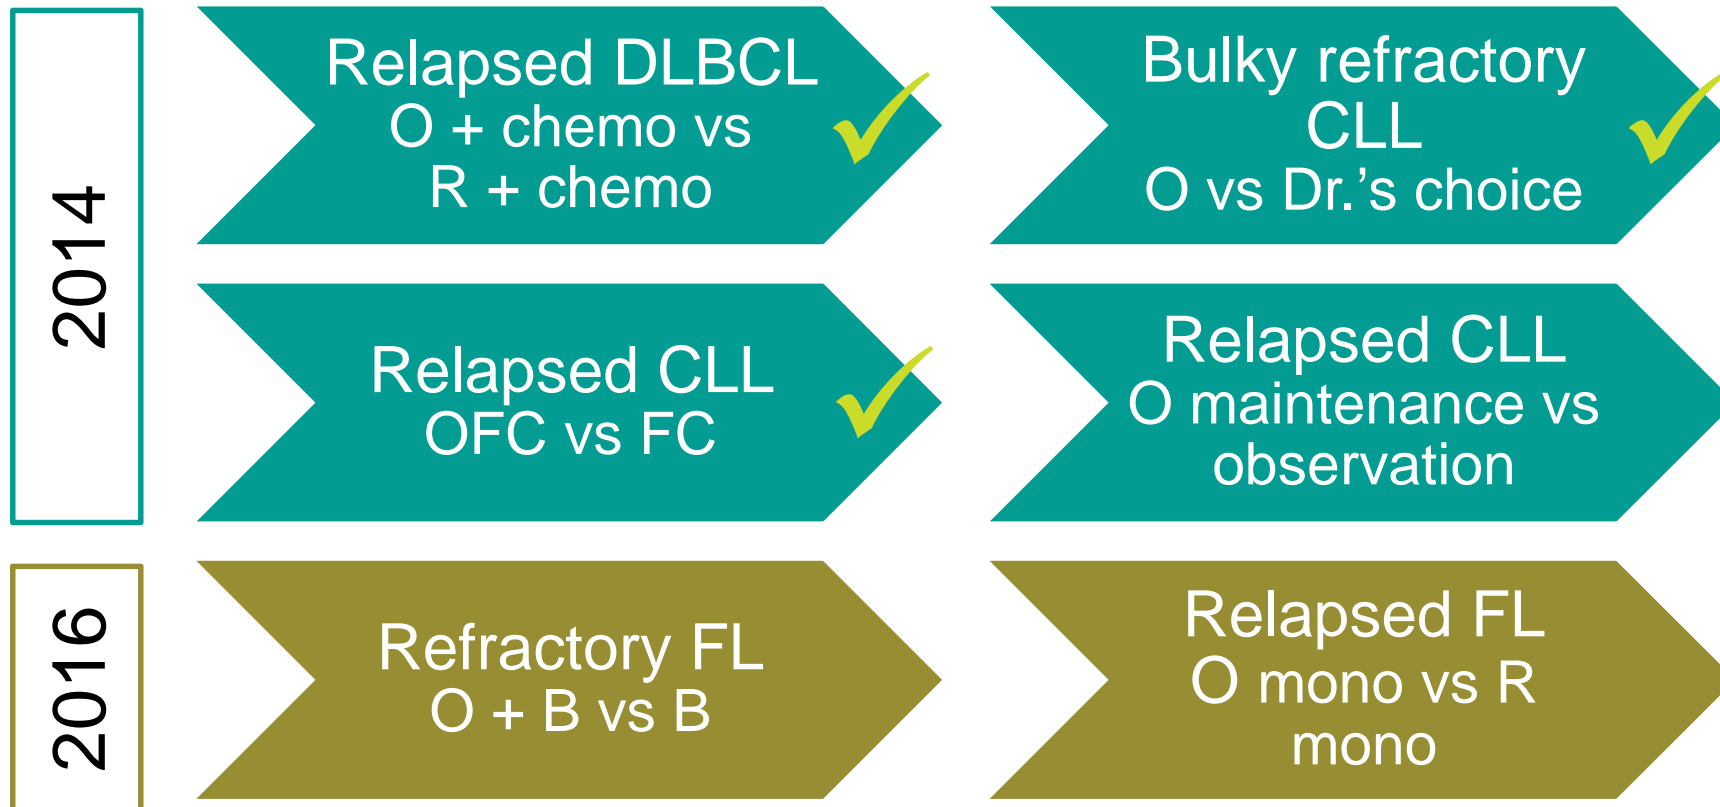 2014
Relapsed DLBCL
O + chemo vs
R + chemo
Bulky refractory
CLL
O vs Dr.'s choice
Relapsed CLL
OFC vs FC
Relapsed CLL
O maintenance vs
observation
2016
Refractory FL
O + B vs B
Relapsed FL
O mono vs R
mono